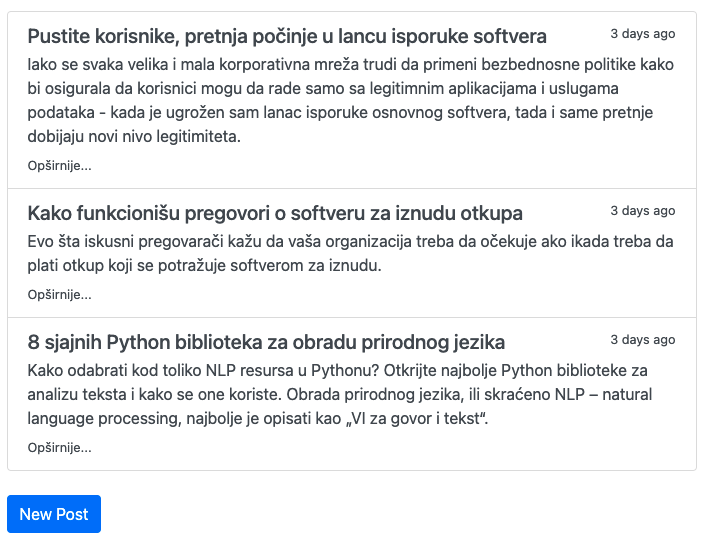 Pustite korisnike, pretnja počinje u lancu isporuke softvera
3 days ago
Iako se svaka velika i mala korporativna mreža trudi da primeni bezbednosne politike kako
bi osigurala da korisnici mogu da rade samo sa legitimnim aplikacijama i uslugama
podataka - kada je ugrožen sam lanac isporuke osnovnog softvera, tada i same pretnje
dobijaju novi nivo legitimiteta.
Opširnije...
Kako funkcionišu pregovori o softveru za iznudu otkupa
3 days ago
Evo šta iskusni pregovarači kažu da vaša organizacija treba da očekuje ako ikada treba da
plati otkup koji se potražuje softverom za iznudu.
Opširnije...
8 sjajnih Python biblioteka za obradu prirodnog jezika
3 days ago
Kako odabrati kod toliko NLP resursa u Pythonu? Otkrijte najbolje Python biblioteke za
analizu teksta i kako se one koriste. Obrada prirodnog jezika, ili skraćeno NLP – natural
language processing, najbolje je opisati kao „VI za govor i tekst“.
Opširnije...
New Post